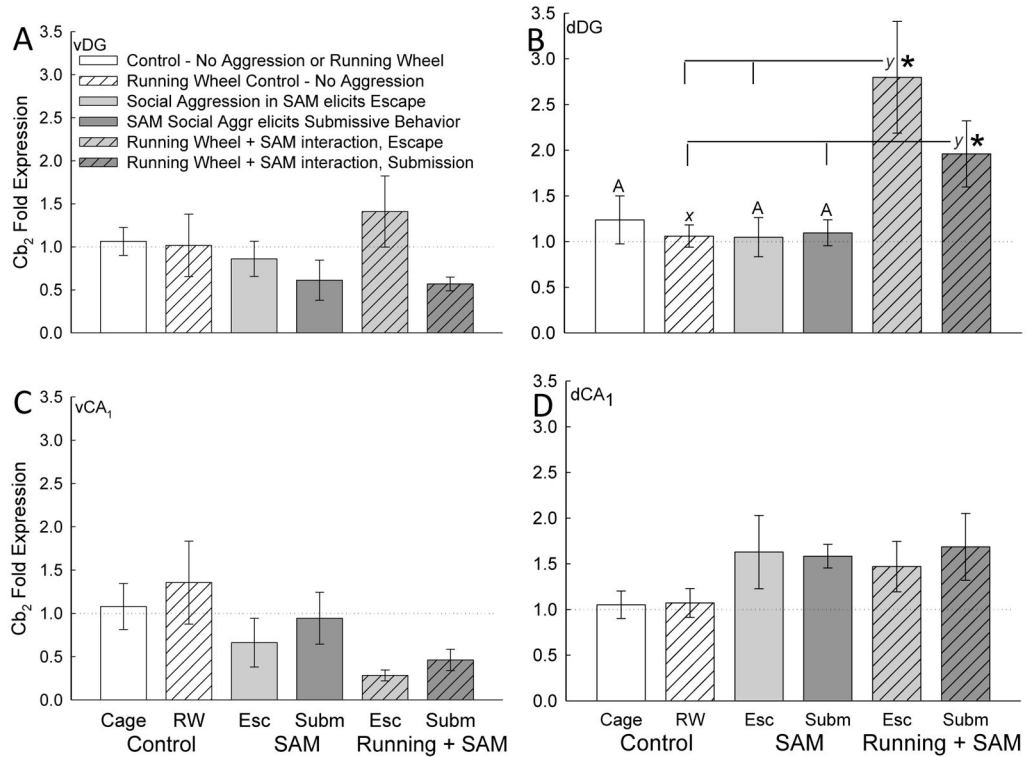 A
vDG
Control - No Aggression or Running Wheel
Running Wheel Control - No Aggression
Social Aggression in SAM elicits Escape
SAM Social Aggr elicits Submissive Behavior
Running Wheel + SAM interaction, Escape
Running Wheel + SAM interaction, Submission
Cb₂ Fold Expression
3.5
3.0
2.5
2.0
1.5
1.0
0.5
0.0
B
dDG
3.5
3.0
2.5
2.0
1.5
1.0
0.5
0.0
A
x
A
A
y *
y *
C
vCA₁
Cb₂ Fold Expression
3.5
3.0
2.5
2.0
1.5
1.0
0.5
0.0
Cage RW Esc Subm Esc Subm
Control SAM Running + SAM
D
dCA₁
3.5
3.0
2.5
2.0
1.5
1.0
0.5
0.0
Cage RW Esc Subm Esc Subm
Control SAM Running + SAM